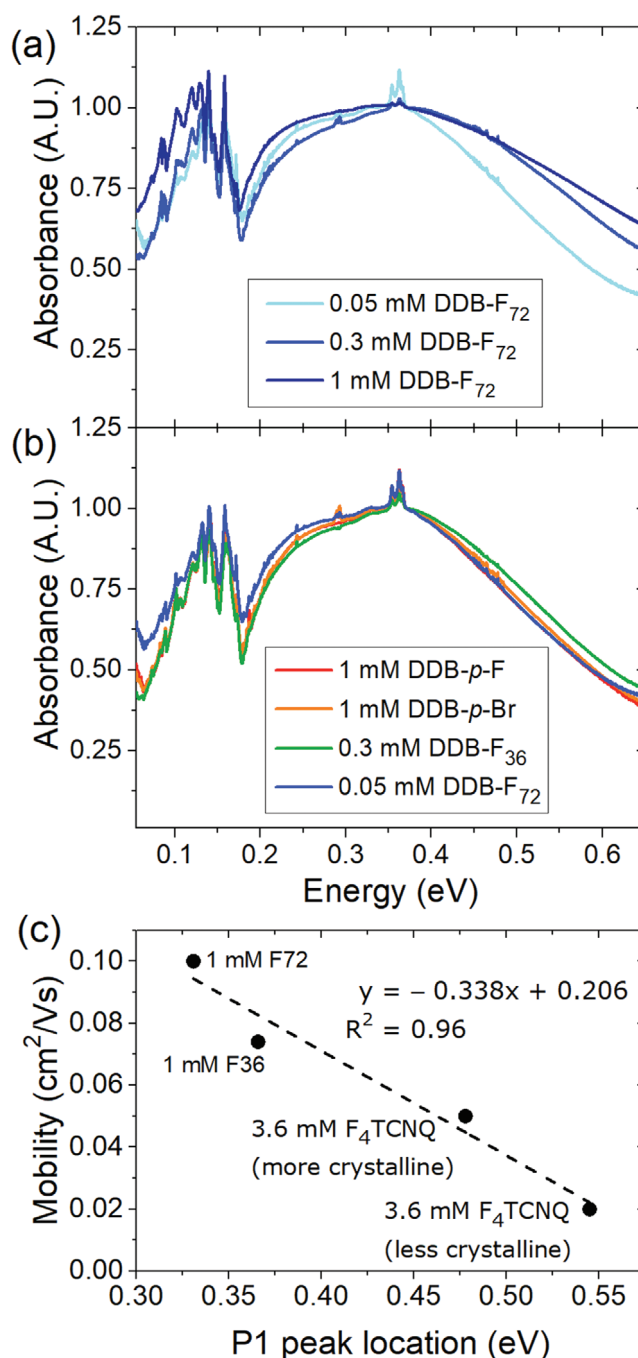 (a)
1.25
1.00
0.75
0.50
0.25
Absorbance (A.U.)
0.05 mM DDB-F₇₂
0.3 mM DDB-F₇₂
1 mM DDB-F₇₂
(b)
1.25
1.00
0.75
0.50
0.25
Absorbance (A.U.)
1 mM DDB-p-F
1 mM DDB-p-Br
0.3 mM DDB-F₃₆
0.05 mM DDB-F₇₂
0.1 0.2 0.3 0.4 0.5 0.6
Energy (eV)
(c)
0.10
0.08
0.06
0.04
0.02
0.00
Mobility (cm²/Vs)
1 mM F72
y = − 0.338x + 0.206
R² = 0.96
1 mM F36
3.6 mM F₄TCNQ
(more crystalline)
3.6 mM F₄TCNQ
(less crystalline)
0.30 0.35 0.40 0.45 0.50 0.55
P1 peak location (eV)